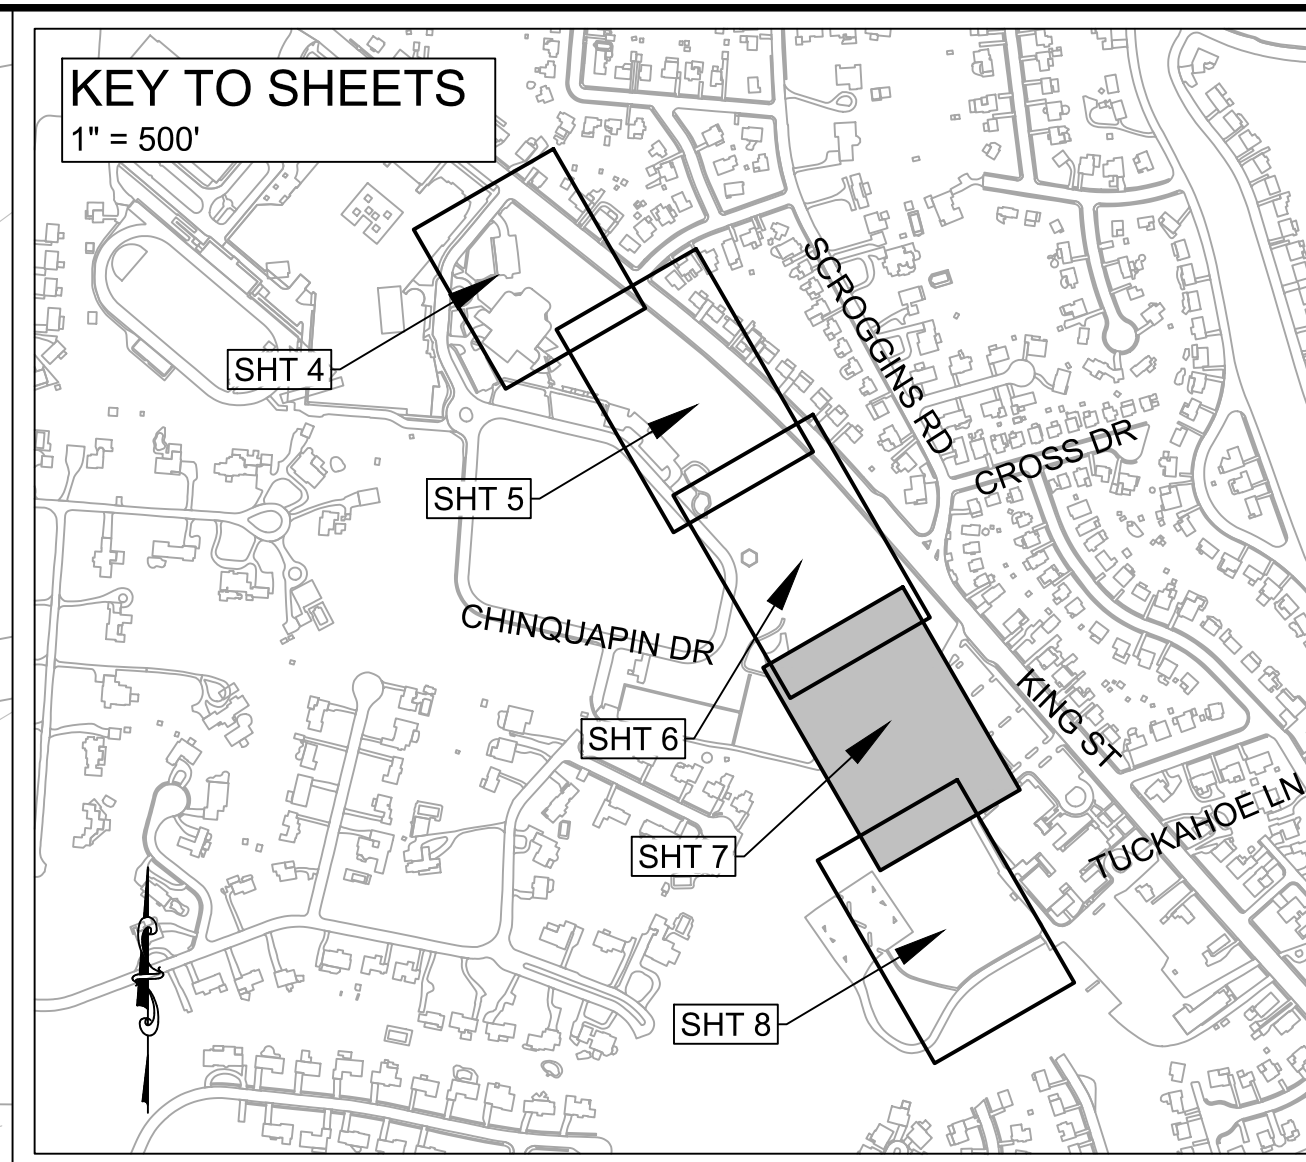 KEY TO SHEETS
1" = 500'
SCROGGINS RD
SHT 4
CROSS DR
SHT 5
CHINQUAPIN DR
KING ST
SHT 6
TUCKAHOE LN
SHT 7
SHT 8